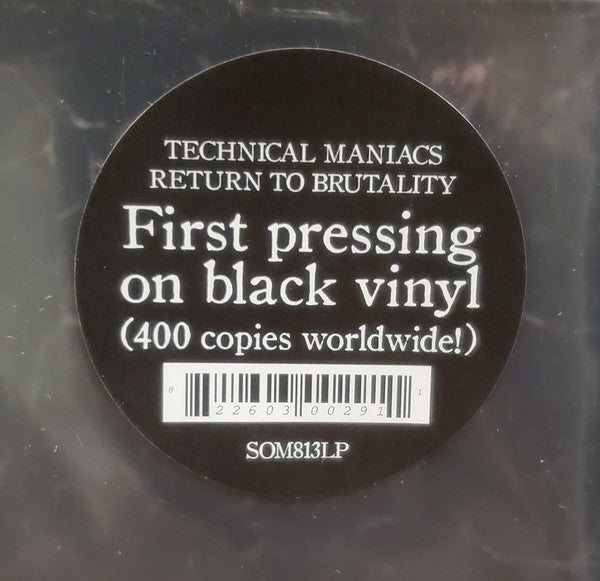 TECHNICAL MANIACS
RETURN TO BRUTALITY
First pressing
on black vinyl
(400 copies worldwide!)
8 22603 00291 1
SOM813LP